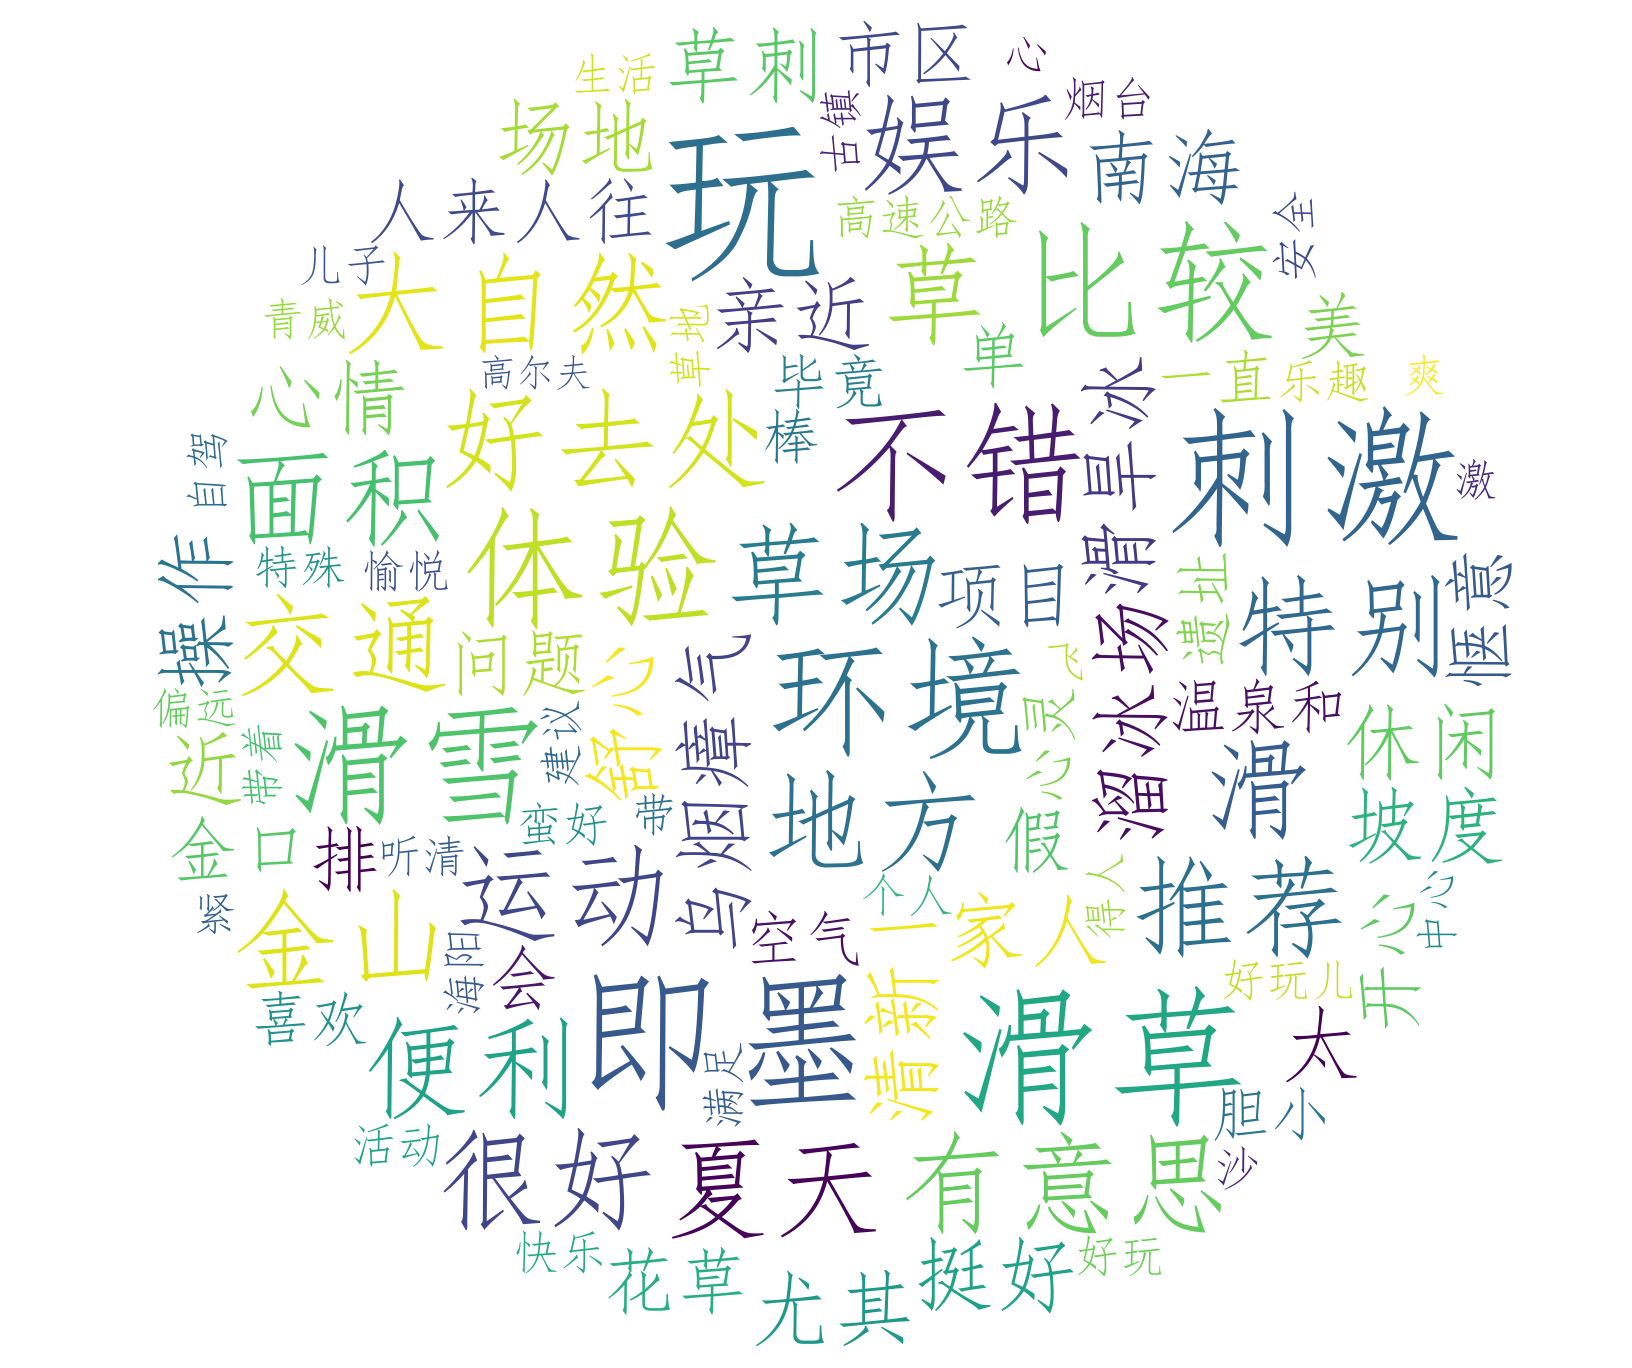 生活
草刺
市区
心
场地
玩
古镇
娱乐
烟台
南海
人来人往
高速公路
安全
儿子
大自然
亲近
草
比较
青威
草地
单
美
心情
高尔夫
毕竟
旱冰
一直
乐趣
爽
好去处
棒
不错
滑
刺激
激
自驾
面积
操作
特殊
愉悦
体验
草场
项目
遗址
特别
惬意
交通
问题
舒心
乌烟瘴气
环境
飞
心灵
溜冰场
温泉和
偏远
近
带着
滑雪
建议
地方
滑
休闲
金口
排
听清
蛮好
带
假
坡度
紧
金山
运动
个人
得人
推荐
开心
中心
海阳
会
空气
一家人
喜欢
便利
即墨
满足
清新
滑草
好玩儿
太
胆小
活动
很好
夏天
有意思
沙
快乐
花草
尤其
挺好
好玩